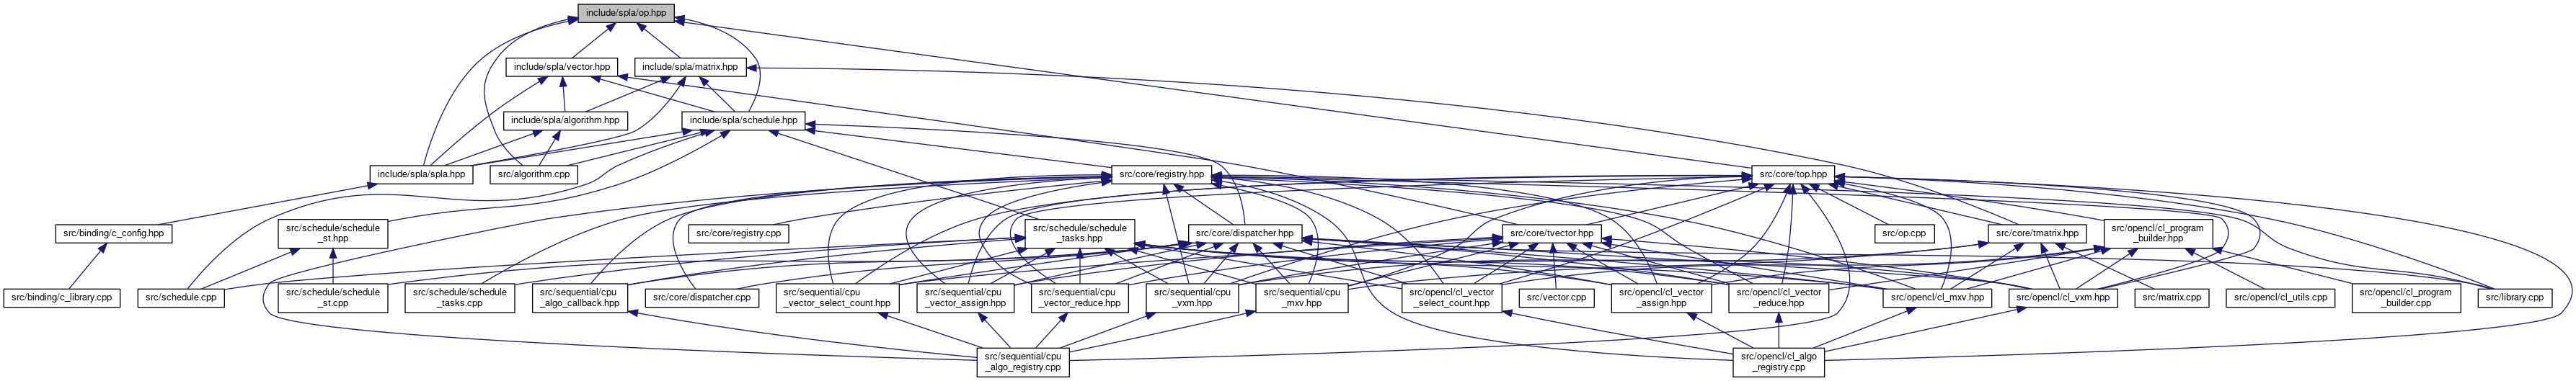 include/spla/op.hpp
include/spla/vector.hpp
include/spla/matrix.hpp
include/spla/algorithm.hpp
include/spla/schedule.hpp
include/spla/spla.hpp
src/algorithm.cpp
src/core/registry.hpp
src/core/top.hpp
src/binding/c_config.hpp
src/schedule/schedule
_st.hpp
src/core/registry.cpp
src/schedule/schedule
_tasks.hpp
src/core/dispatcher.hpp
src/core/tvector.hpp
src/op.cpp
src/core/tmatrix.hpp
src/opencl/cl_program
_builder.hpp
src/binding/c_library.cpp
src/schedule.cpp
src/schedule/schedule
_st.cpp
src/schedule/schedule
_tasks.cpp
src/sequential/cpu
_algo_callback.hpp
src/core/dispatcher.cpp
src/sequential/cpu
_vector_select_count.hpp
src/sequential/cpu
_vector_assign.hpp
src/sequential/cpu
_vector_reduce.hpp
src/sequential/cpu
_vxm.hpp
src/sequential/cpu
_mxv.hpp
src/opencl/cl_vector
_select_count.hpp
src/vector.cpp
src/opencl/cl_vector
_assign.hpp
src/opencl/cl_vector
_reduce.hpp
src/opencl/cl_mxv.hpp
src/opencl/cl_vxm.hpp
src/matrix.cpp
src/opencl/cl_utils.cpp
src/opencl/cl_program
_builder.cpp
src/library.cpp
src/sequential/cpu
_algo_registry.cpp
src/opencl/cl_algo
_registry.cpp